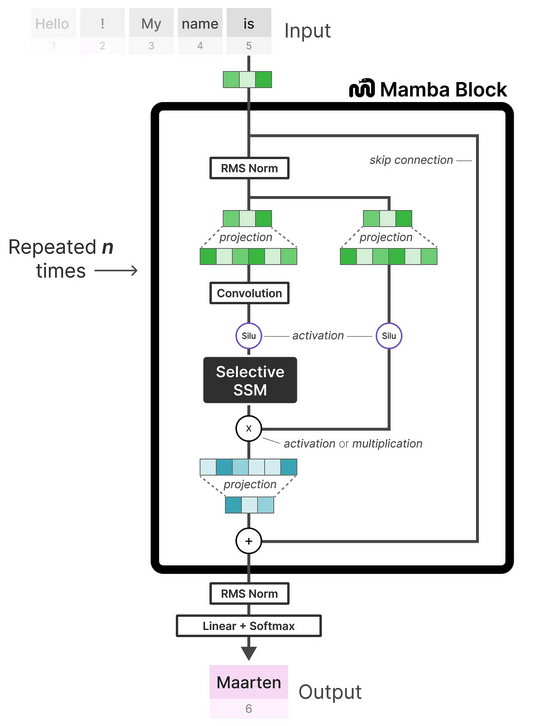 Hello ! My name is Input
1 2 3 4 5
Mamba Block
skip connection
RMS Norm
projection projection
Repeated n
times
Convolution
Silu activation Silu
Selective
SSM
x
activation or multiplication
projection
+
RMS Norm
Linear + Softmax
Maarten Output
6